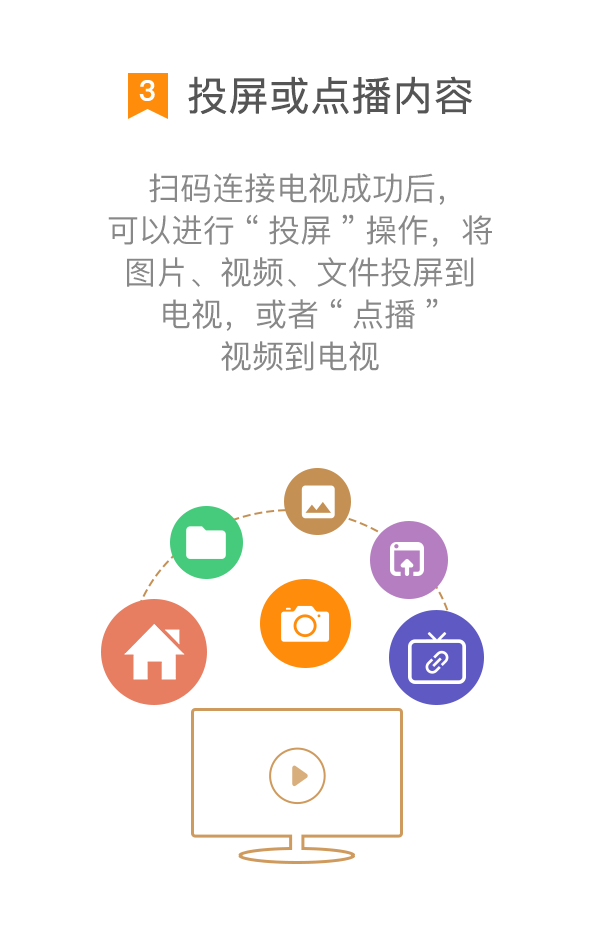 3 投屏或点播内容
扫码连接电视成功后，
可以进行“投屏”操作，将
图片、视频、文件投屏到
电视，或者“点播”
视频到电视